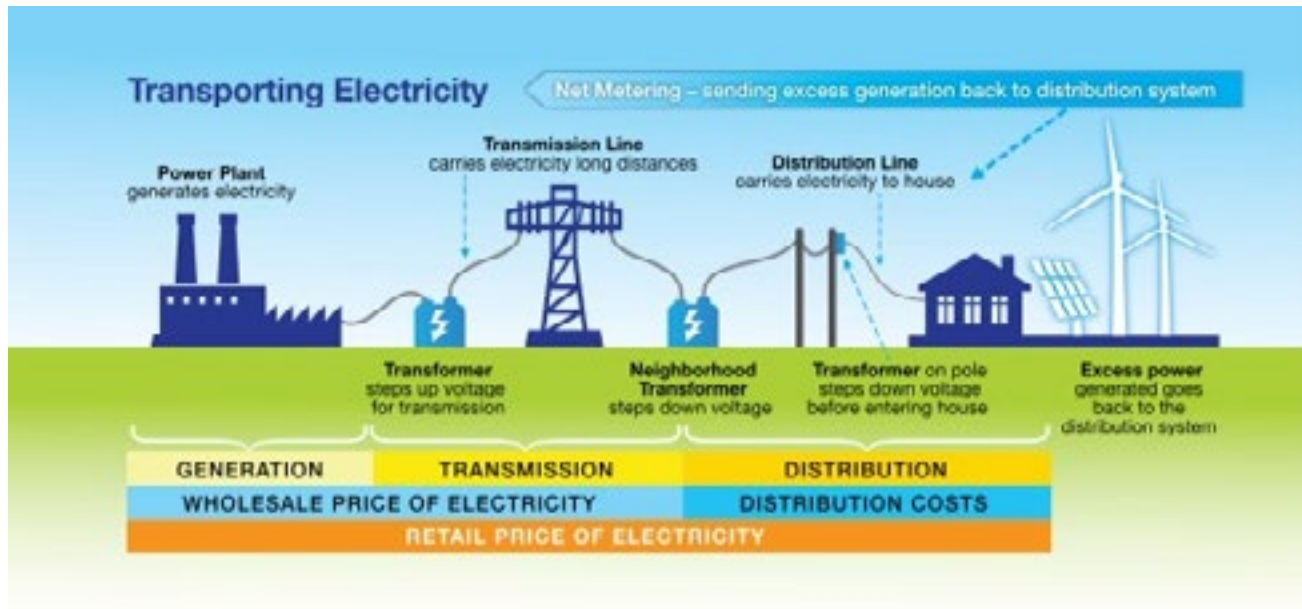 Transporting Electricity
Net Metering – sending excess generation back to distribution system
Power Plant
generates electricity
Transmission Line
carries electricity long distances
Distribution Line
carries electricity to house
Transformer
steps up voltage
for transmission
Neighborhood
Transformer
steps down voltage
Transformer on pole
steps down voltage
before entering house
Excess power
generated goes
back to the
distribution system
GENERATION
TRANSMISSION
DISTRIBUTION
WHOLESALE PRICE OF ELECTRICITY
DISTRIBUTION COSTS
RETAIL PRICE OF ELECTRICITY